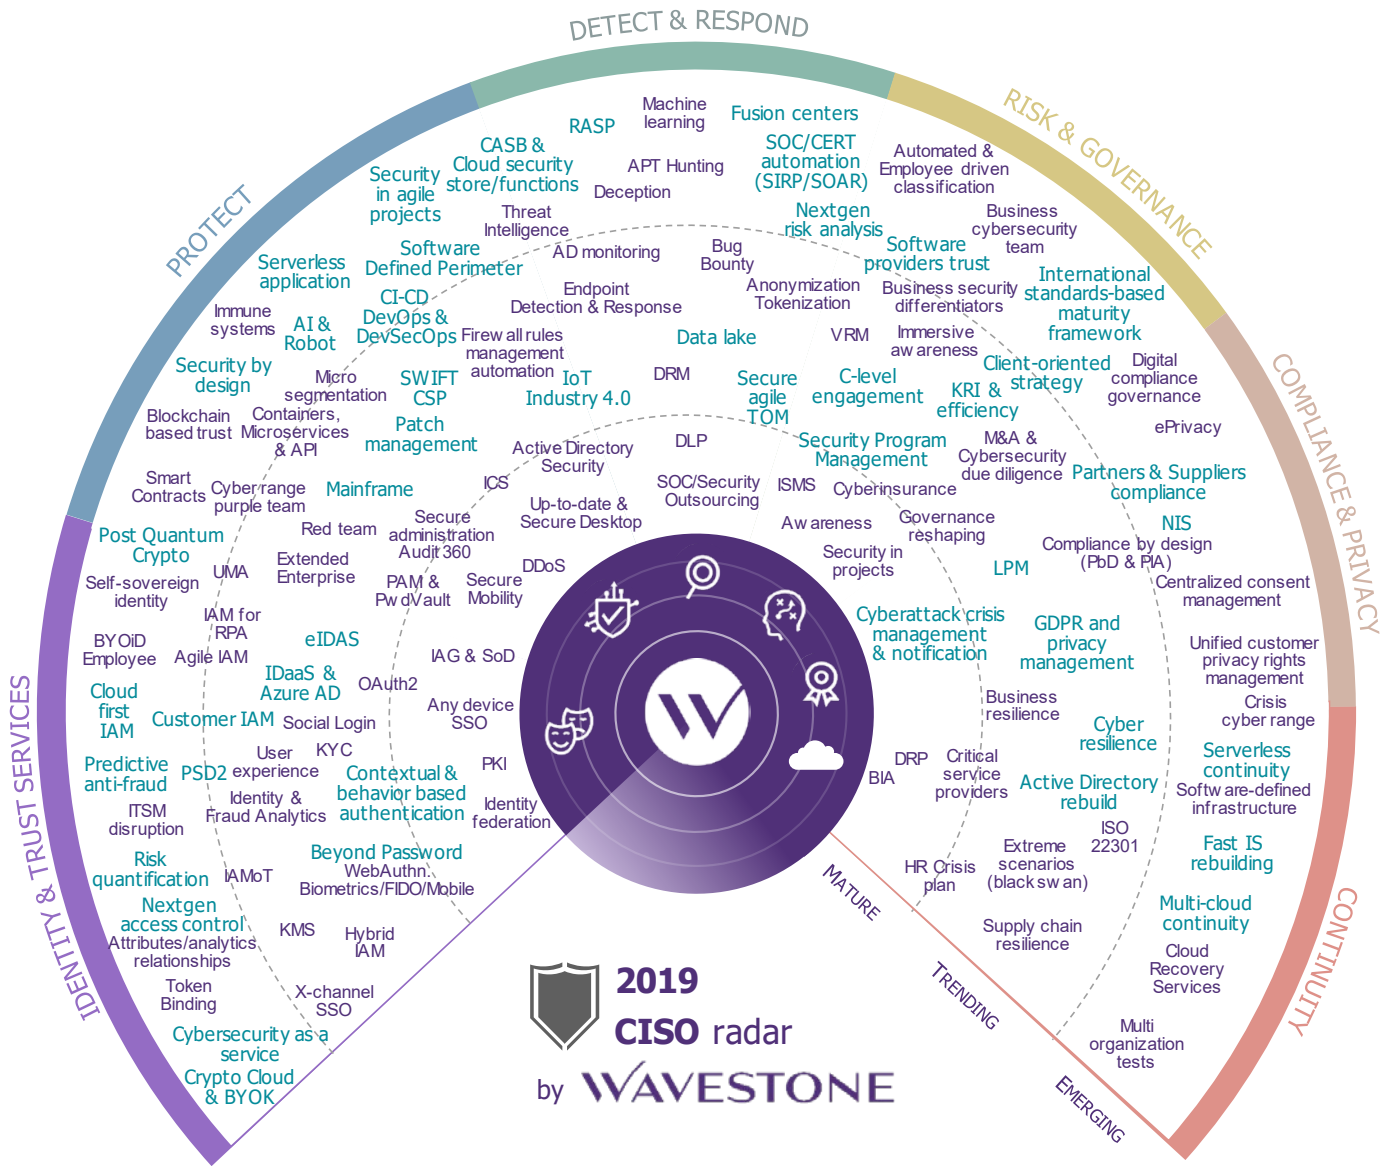 DETECT & RESPOND
RISK & GOVERNANCE
COMPLIANCE & PRIVACY
CONTINUITY
PROTECT
IDENTITY & TRUST SERVICES
Machine
learning
Fusion centers
RASP
CASB &
Cloud security
store/functions
APT Hunting
Deception
SOC/CERT
automation
(SIRP/SOAR)
Automated &
Employee driven
classification
Security
in agile
projects
Threat
Intelligence
Nextgen
risk analysis
Business
cybersecurity
team
Software
Defined Perimeter
AD monitoring
Bug
Bounty
Software
providers trust
Serverless
application
International
standards-based
maturity
framework
CI-CD
DevOps &
DevSecOps
Endpoint
Detection & Response
Anonymization
Tokenization
Business security
differentiators
Immune
systems
AI &
Robot
Firewall rules
management
automation
Data lake
VRM
Immersive
awareness
Security by
design
Micro
segmentation
SWIFT
CSP
IoT
Industry 4.0
DRM
Secure
agile
TOM
C-level
engagement
Client-oriented
strategy
KRI &
efficiency
Digital
compliance
governance
Blockchain
based trust
Containers,
Microservices
& API
Patch
management
Active Directory
Security
DLP
Security Program
Management
M&A &
Cybersecurity
due diligence
ePrivacy
Smart
Contracts
Cyber range
purple team
Mainframe
ICS
SOC/Security
Outsourcing
ISMS
Cyberinsurance
Partners & Suppliers
compliance
Up-to-date &
Secure Desktop
Awareness
Governance
reshaping
NIS
Post Quantum
Crypto
Red team
Secure
administration
Audit 360
Security in
projects
Compliance by design
(PbD & PIA)
Self-sovereign
identity
UMA
Extended
Enterprise
PAM &
PwdVault
Secure
Mobility
DDoS
LPM
Centralized consent
management
IAM for
RPA
eIDAS
Cyberattack crisis
management
& notification
GDPR and
privacy
management
BYOiD
Employee
Agile IAM
IAG & SoD
Unified customer
privacy rights
management
IDaaS &
Azure AD
OAuth2
Cloud
first
IAM
Customer IAM
Social Login
Any device
SSO
Business
resilience
Crisis
cyber range
Cyber
resilience
Predictive
anti-fraud
PSD2
User
experience
KYC
PKI
DRP
BIA
Critical
service
providers
Serverless
continuity
Contextual &
behavior based
authentication
Active Directory
rebuild
Software-defined
infrastructure
ITSM
disruption
Identity &
Fraud Analytics
Identity
federation
ISO
22301
Risk
quantification
IAMoT
Beyond Password
WebAuthn.
Biometrics/FIDO/Mobile
HR Crisis
plan
Extreme
scenarios
(black swan)
Fast IS
rebuilding
Nextgen
access control
Attributes/analytics
relationships
KMS
Hybrid
IAM
Supply chain
resilience
Multi-cloud
continuity
Cloud
Recovery
Services
Token
Binding
X-channel
SSO
Multi
organization
tests
Cybersecurity as a
service
Crypto Cloud
& BYOK
MATURE
TRENDING
EMERGING
W
2019
CISO radar
by WAVESTONE